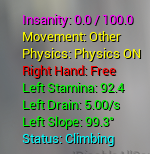 Insanity: 0.0 / 100.0
Movement: Other
Physics: Physics ON
Right Hand: Free
Left Stamina: 92.4
Left Drain: 5.00/s
Left Slope: 99.3°
Status: Climbing